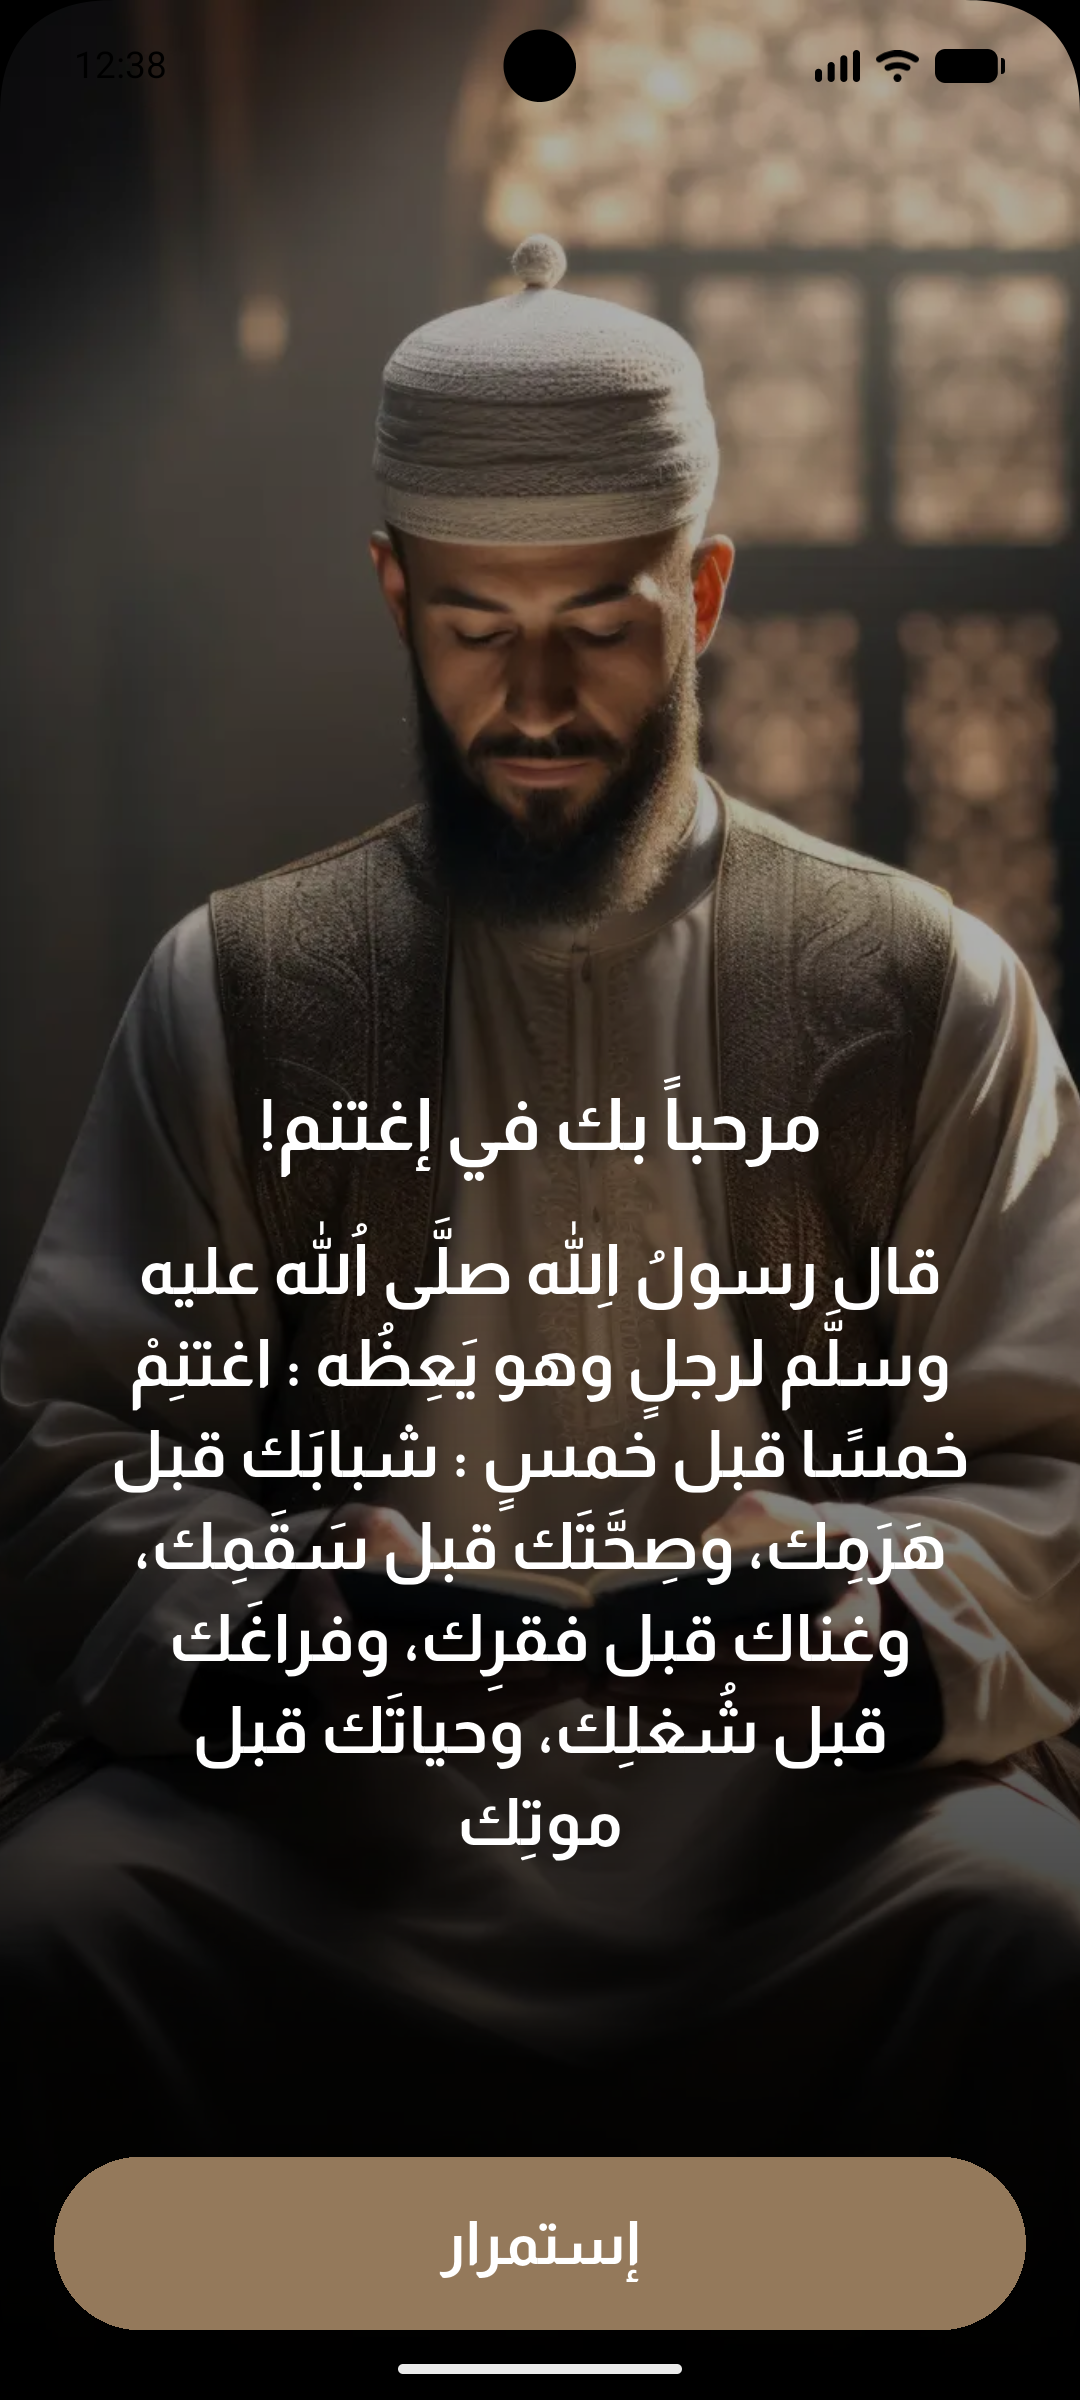 12:38
مرحباً بك في إغتنم!
قال رسولُ اِللّٰه صلَّى اُللّٰه عليه
وسلَّم لرجلٍ وهو يَعِظُه : اغتنِمْ
خمسًا قبل خمسٍ : شبابَك قبل
هَرَمِك، وصِحَّتَك قبل سَقَمِك،
وغناك قبل فقرِك، وفراغَك
قبل شُغلِك، وحياتَك قبل
موتِك
إستمرار